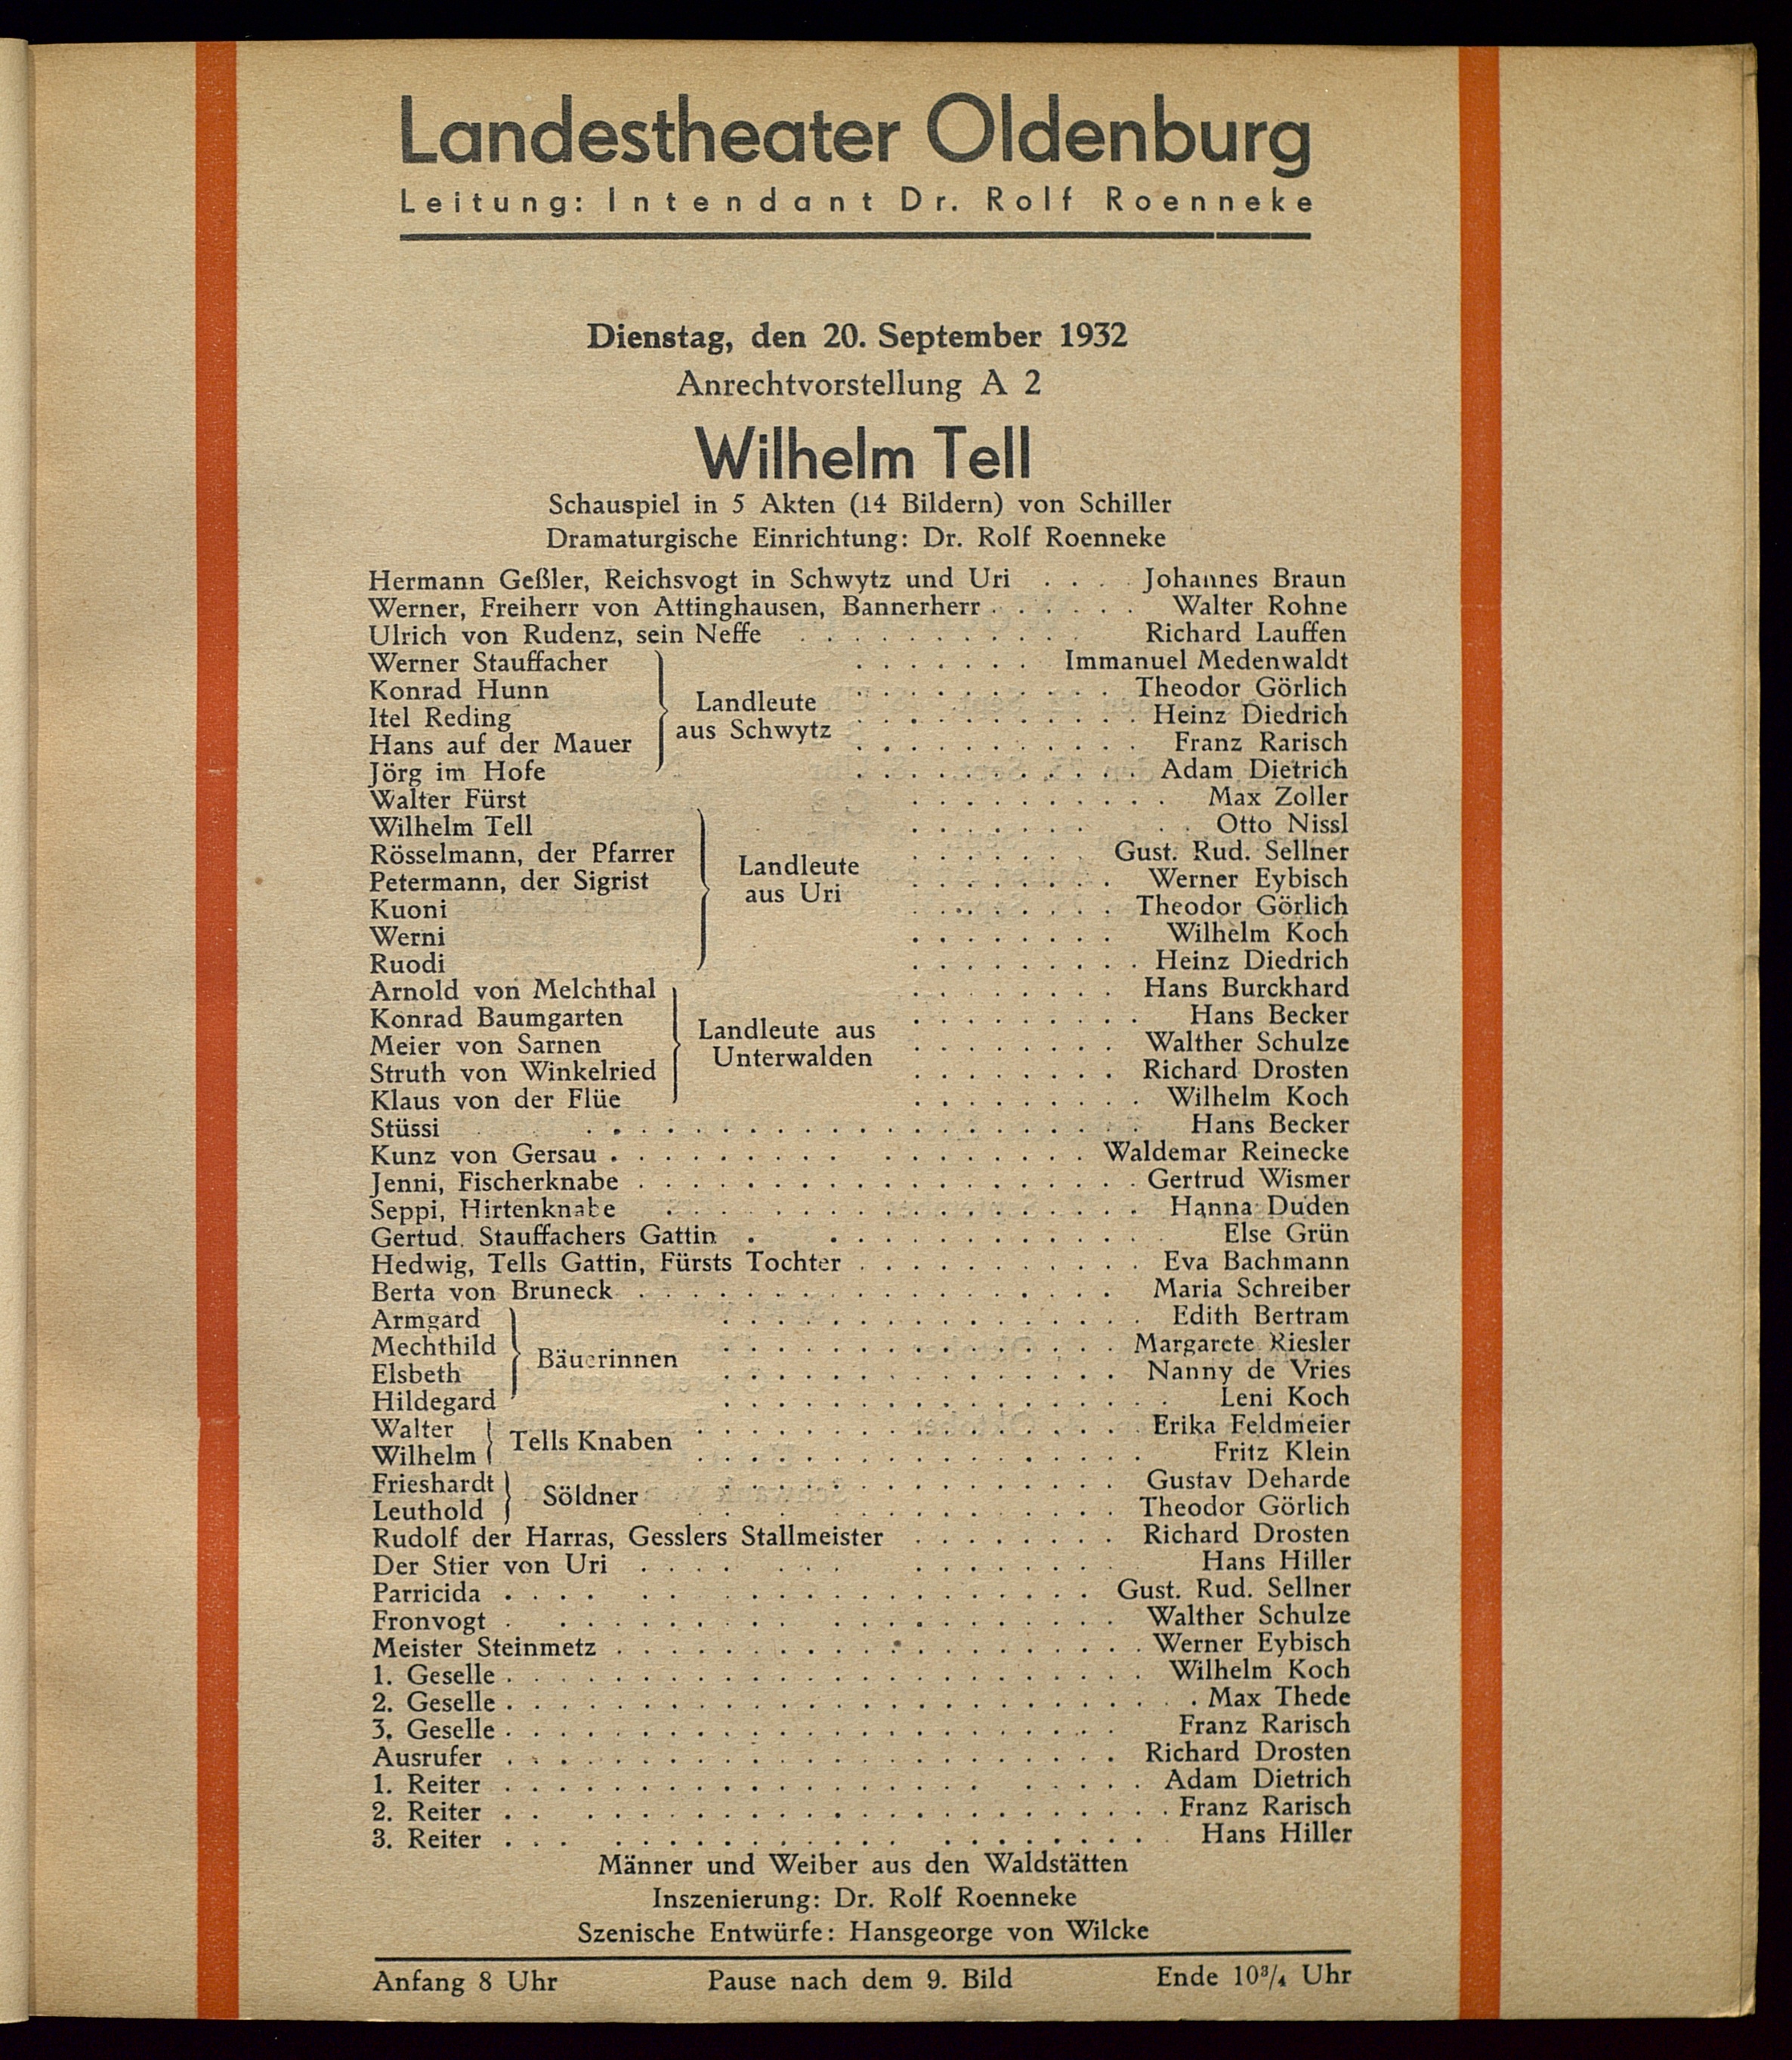 Landestheater Oldenburg
Leitung: Intendant Dr. Rolf Roenneke
Dienstag, den 20. September 1932
Anrechtvorstellung A 2
Wilhelm Tell
Schauspiel in 5 Akten (14 Bildern) von Schiller
Dramaturgische Einrichtung: Dr. Rolf Roenneke
Hermann Geßler, Reichsvogt in Schwytz und Uri . . . . Johannes Braun
Werner, Freiherr von Attinghausen, Bannerherr . . . . . . Walter Rohne
Ulrich von Rudenz, sein Neffe . . . . . . . . . . . Richard Lauffen
Werner Stauffacher . . . . . . . Immanuel Medenwaldt
Konrad Hunn . . . . . . . . . . Theodor Görlich
Landleute
Itel Reding . . . . . . . . . . . Heinz Diedrich
aus Schwytz
Hans auf der Mauer . . . . . . . . . . . Franz Rarisch
Jörg im Hofe . . . . . . . . . . . Adam Dietrich
Walter Fürst . . . . . . . . . . Max Zoller
Wilhelm Tell . . . . . . . . . Otto Nissl
Rösselmann, der Pfarrer . . . . . . . Gust. Rud. Sellner
Landleute
Petermann, der Sigrist . . . . . . . . Werner Eybisch
aus Uri
Kuoni . . . . . . . . Theodor Görlich
Werni . . . . . . . . Wilhelm Koch
Ruodi . . . . . . . . . Heinz Diedrich
Arnold von Melchthal . . . . . . . . Hans Burckhard
Konrad Baumgarten . . . . . . . . . Hans Becker
Landleute aus
Meier von Sarnen . . . . . . . . Walther Schulze
Unterwalden
Struth von Winkelried . . . . . . . . Richard Drosten
Klaus von der Flüe . . . . . . . . . Wilhelm Koch
Stüssi . . . . . . . . . . . . . . . . . . . . . Hans Becker
Kunz von Gersau . . . . . . . . . . . . . . . . . Waldemar Reinecke
Jenni, Fischerknabe . . . . . . . . . . . . . . . . . . . Gertrud Wismer
Seppi, Hirtenknabe . . . . . . . . . . . . . . . . . . Hanna Duden
Gertud. Stauffachers Gattin . . . . . . . . . . . . . . Else Grün
Hedwig, Tells Gattin, Fürsts Tochter . . . . . . . . . . . Eva Bachmann
Berta von Bruneck . . . . . . . . . . . . . . . . . . Maria Schreiber
Armgard . . . . . . . . . . . . . . . . Edith Bertram
Mechthild . . . . . . . . . . . . . . . Margarete Riesler
Bäuerinnen
Elsbeth . . . . . . . . . . . . . . . Nanny de Vries
Hildegard . . . . . . . . . . . . . . . . . Leni Koch
Walter . . . . . . . . . . . . . . . . . Erika Feldmeier
Tells Knaben
Wilhelm . . . . . . . . . . . . . . . . . Fritz Klein
Frieshardt . . . . . . . . . . . . . . . Gustav Deharde
Söldner
Leuthold . . . . . . . . . . . . . . . Theodor Görlich
Rudolf der Harras, Gesslers Stallmeister . . . . . . . . Richard Drosten
Der Stier von Uri . . . . . . . . . . . . . . . Hans Hiller
Parricida . . . . . . . . . . . . . . . . . . . Gust. Rud. Sellner
Fronvogt . . . . . . . . . . . . . . . . . . . . Walther Schulze
Meister Steinmetz . . . . . . . . . . . . . . . . . . . . Werner Eybisch
1. Geselle . . . . . . . . . . . . . . . . . . . . . . . . Wilhelm Koch
2. Geselle . . . . . . . . . . . . . . . . . . . . . . . . . . Max Thede
3. Geselle . . . . . . . . . . . . . . . . . . . . . . . Franz Rarisch
Ausrufer . . . . . . . . . . . . . . . . . . . . . . . Richard Drosten
1. Reiter . . . . . . . . . . . . . . . . . . . . . . . Adam Dietrich
2. Reiter . . . . . . . . . . . . . . . . . . . . . . . . Franz Rarisch
3. Reiter . . . . . . . . . . . . . . . . . . . . . . Hans Hiller
Männer und Weiber aus den Waldstätten
Inszenierung: Dr. Rolf Roenneke
Szenische Entwürfe: Hansgeorge von Wilcke
Anfang 8 Uhr Pause nach dem 9. Bild Ende 10¾ Uhr